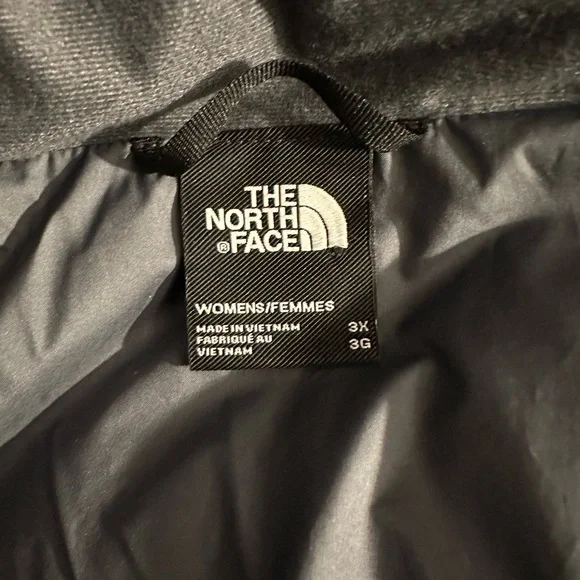 THE
NORTH
®FACE
WOMENS/FEMMES
MADE IN VIETNAM 3X
FABRIQUÉ AU 3G
VIETNAM